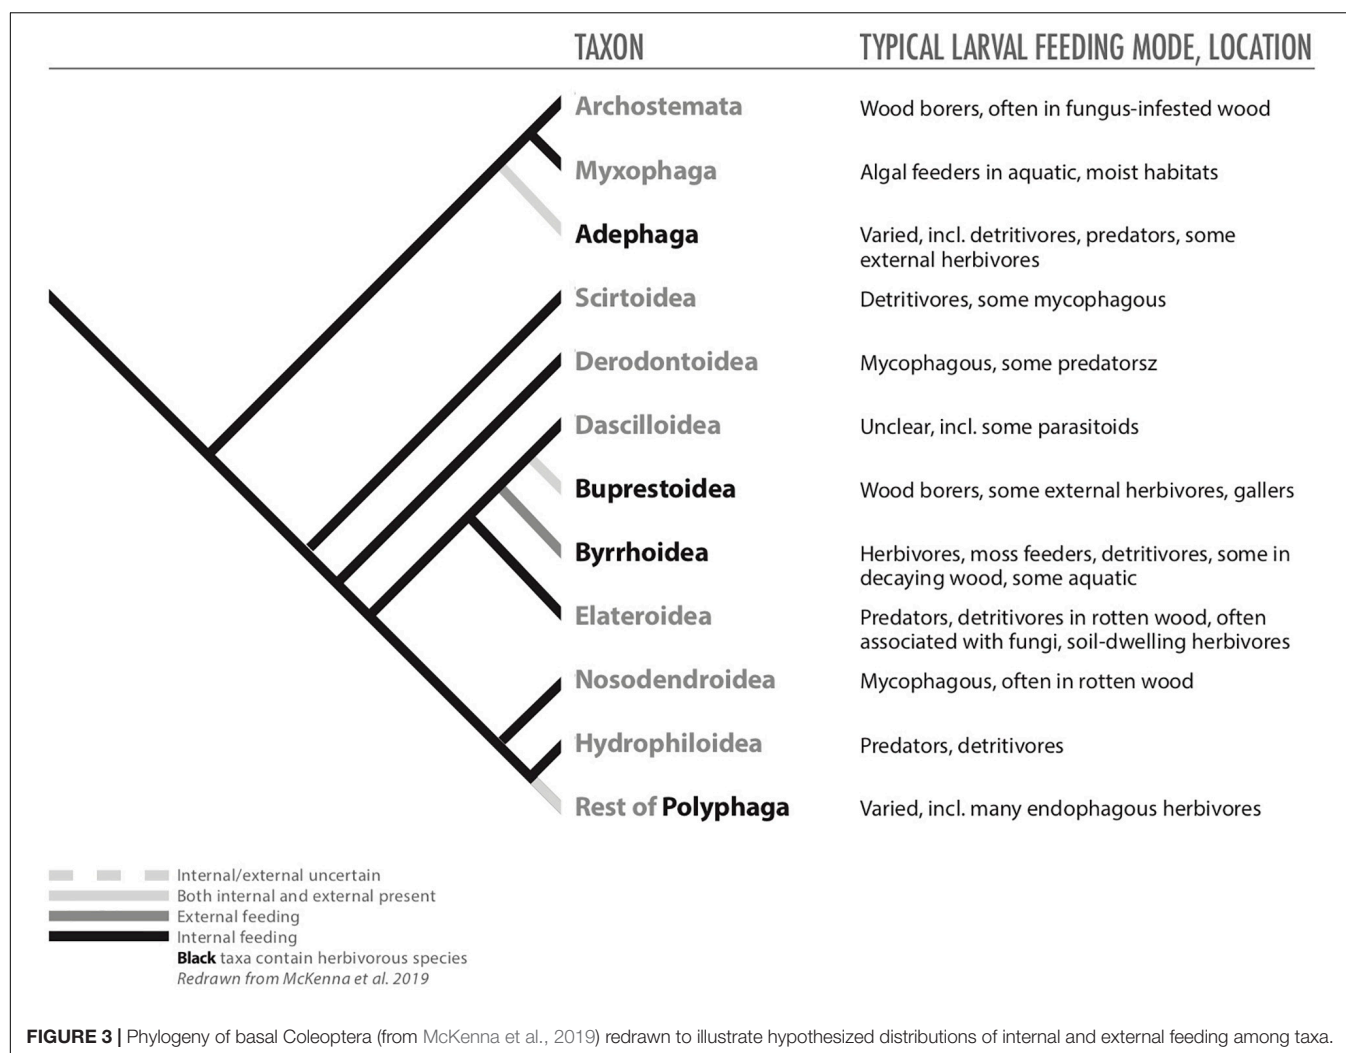 TAXON TYPICAL LARVAL FEEDING MODE, LOCATION
Archostemata Wood borers, often in fungus-infested wood
Myxophaga Algal feeders in aquatic, moist habitats
Adephaga Varied, incl. detritivores, predators, some
external herbivores
Scirtoidea Detritivores, some mycophagous
Derodontoidea Mycophagous, some predatorsz
Dascilloidea Unclear, incl. some parasitoids
Buprestoidea Wood borers, some external herbivores, gallers
Byrrhoidea Herbivores, moss feeders, detritivores, some in
decaying wood, some aquatic
Elateroidea Predators, detritivores in rotten wood, often
associated with fungi, soil-dwelling herbivores
Nosodendroidea Mycophagous, often in rotten wood
Hydrophiloidea Predators, detritivores
Rest of Polyphaga Varied, incl. many endophagous herbivores
Internal/external uncertain
Both internal and external present
External feeding
Internal feeding
Black taxa contain herbivorous species
Redrawn from McKenna et al. 2019
FIGURE 3 | Phylogeny of basal Coleoptera (from McKenna et al., 2019) redrawn to illustrate hypothesized distributions of internal and external feeding among taxa.